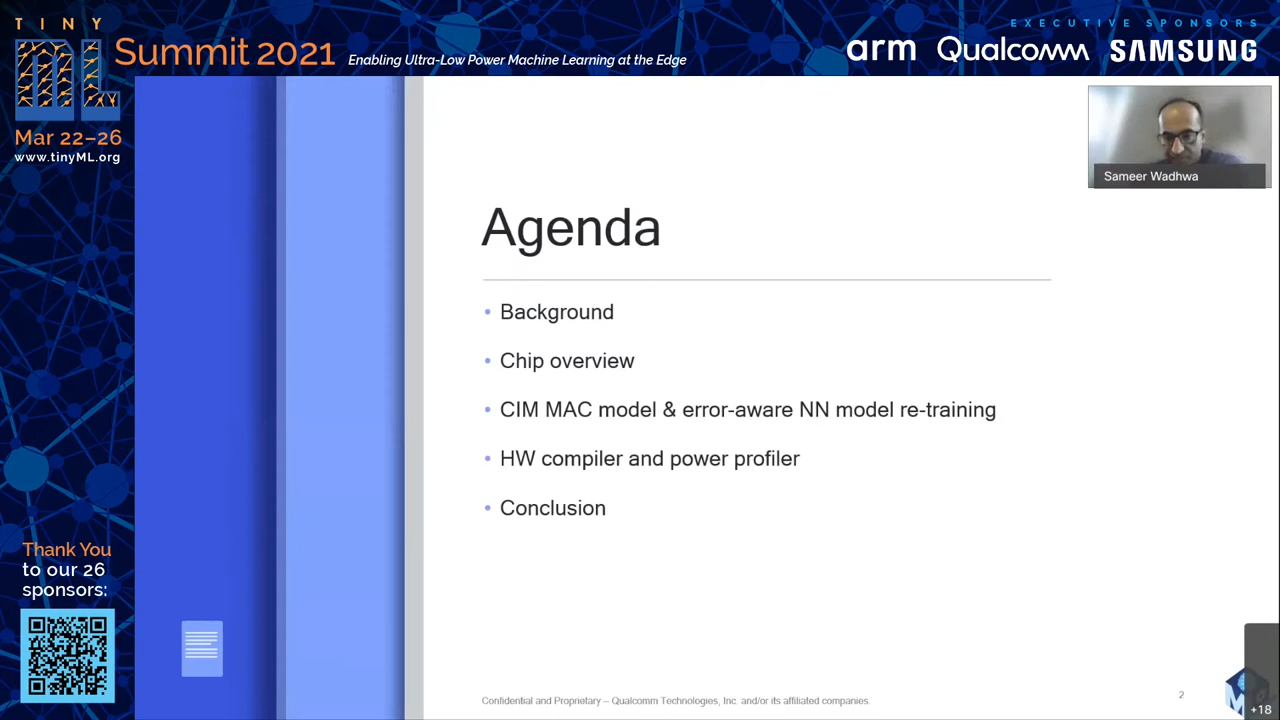 TINY
ML
Summit 2021
Enabling Ultra-Low Power Machine Learning at the Edge
EXECUTIVE SPONSORS
arm Qualcomm SAMSUNG
Mar 22–26
www.tinyML.org
Sameer Wadhwa
Agenda
• Background
• Chip overview
• CIM MAC model & error-aware NN model re-training
• HW compiler and power profiler
• Conclusion
Thank You
to our 26
sponsors:
Confidential and Proprietary – Qualcomm Technologies, Inc. and/or its affiliated companies.
2
+18